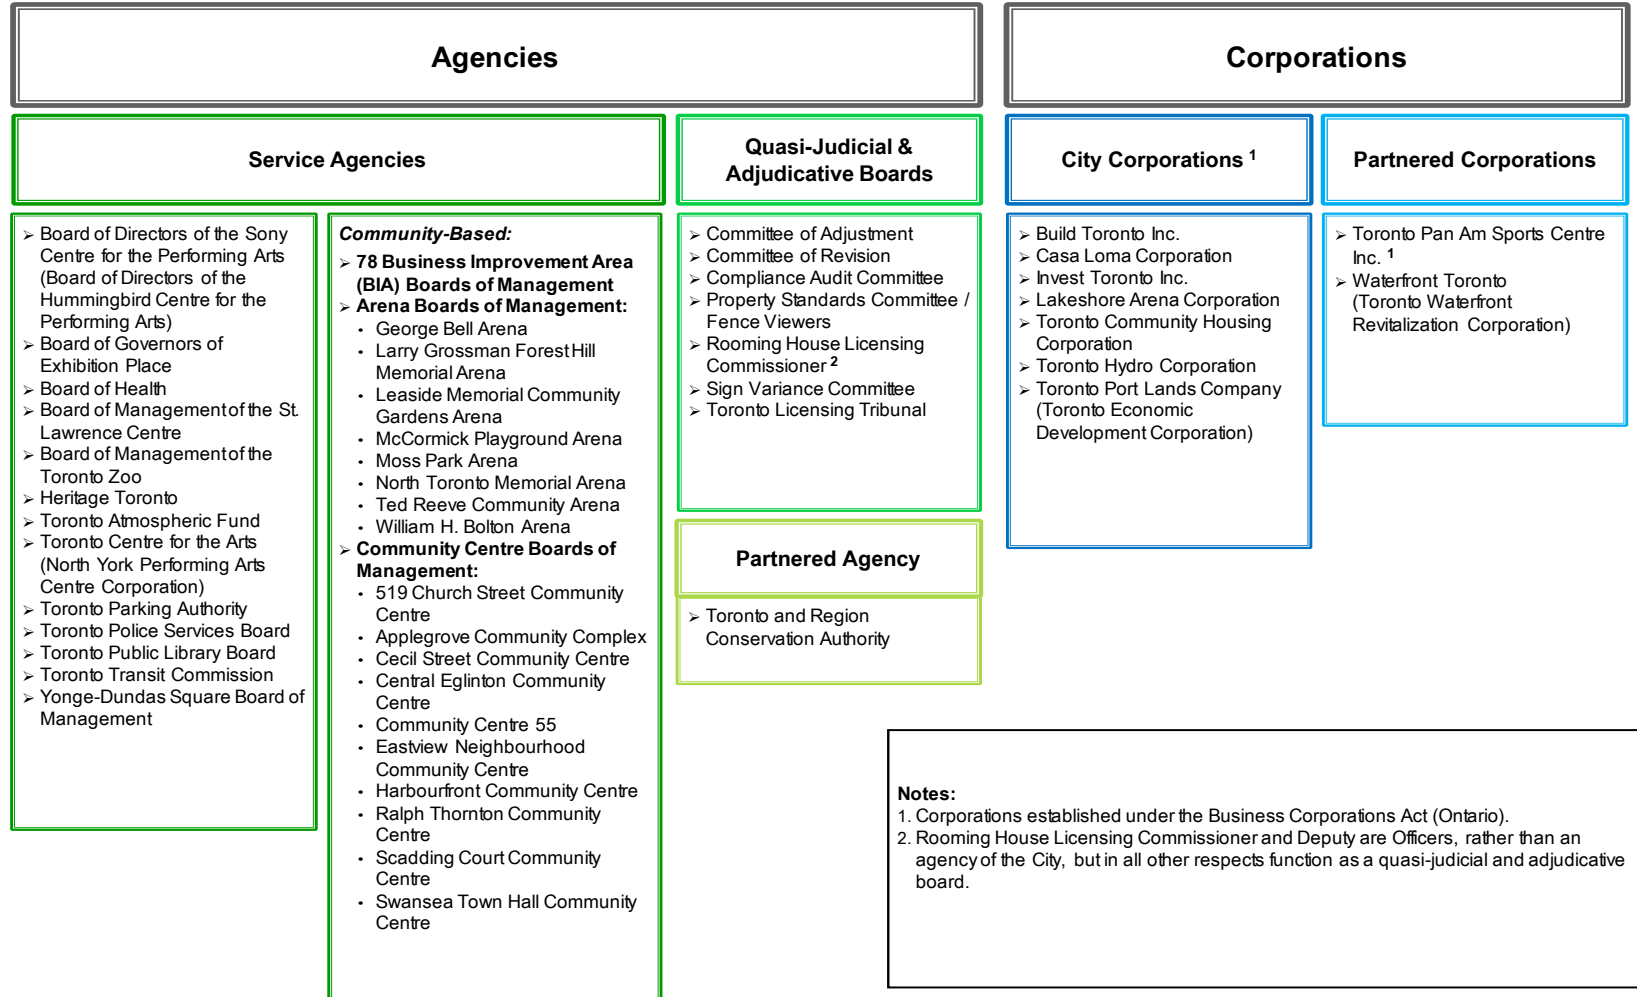 Agencies
Corporations
Service Agencies
Quasi-Judicial &
Adjudicative Boards
City Corporations 1
Partnered Corporations
➢ Board of Directors of the Sony
Centre for the Performing Arts
(Board of Directors of the
Hummingbird Centre for the
Performing Arts)
➢ Board of Governors of
Exhibition Place
➢ Board of Health
➢ Board of Management of the St.
Lawrence Centre
➢ Board of Management of the
Toronto Zoo
➢ Heritage Toronto
➢ Toronto Atmospheric Fund
➢ Toronto Centre for the Arts
(North York Performing Arts
Centre Corporation)
➢ Toronto Parking Authority
➢ Toronto Police Services Board
➢ Toronto Public Library Board
➢ Toronto Transit Commission
➢ Yonge-Dundas Square Board of
Management
Community-Based:
➢ 78 Business Improvement Area
(BIA) Boards of Management
➢ Arena Boards of Management:
• George Bell Arena
• Larry Grossman Forest Hill
Memorial Arena
• Leaside Memorial Community
Gardens Arena
• McCormick Playground Arena
• Moss Park Arena
• North Toronto Memorial Arena
• Ted Reeve Community Arena
• William H. Bolton Arena
➢ Community Centre Boards of
Management:
• 519 Church Street Community
Centre
• Applegrove Community Complex
• Cecil Street Community Centre
• Central Eglinton Community
Centre
• Community Centre 55
• Eastview Neighbourhood
Community Centre
• Harbourfront Community Centre
• Ralph Thornton Community
Centre
• Scadding Court Community
Centre
• Swansea Town Hall Community
Centre
➢ Committee of Adjustment
➢ Committee of Revision
➢ Compliance Audit Committee
➢ Property Standards Committee /
Fence Viewers
➢ Rooming House Licensing
Commissioner 2
➢ Sign Variance Committee
➢ Toronto Licensing Tribunal
Partnered Agency
➢ Toronto and Region
Conservation Authority
➢ Build Toronto Inc.
➢ Casa Loma Corporation
➢ Invest Toronto Inc.
➢ Lakeshore Arena Corporation
➢ Toronto Community Housing
Corporation
➢ Toronto Hydro Corporation
➢ Toronto Port Lands Company
(Toronto Economic
Development Corporation)
➢ Toronto Pan Am Sports Centre
Inc. 1
➢ Waterfront Toronto
(Toronto Waterfront
Revitalization Corporation)
Notes:
1. Corporations established under the Business Corporations Act (Ontario).
2. Rooming House Licensing Commissioner and Deputy are Officers, rather than an
agency of the City, but in all other respects function as a quasi-judicial and adjudicative
board.